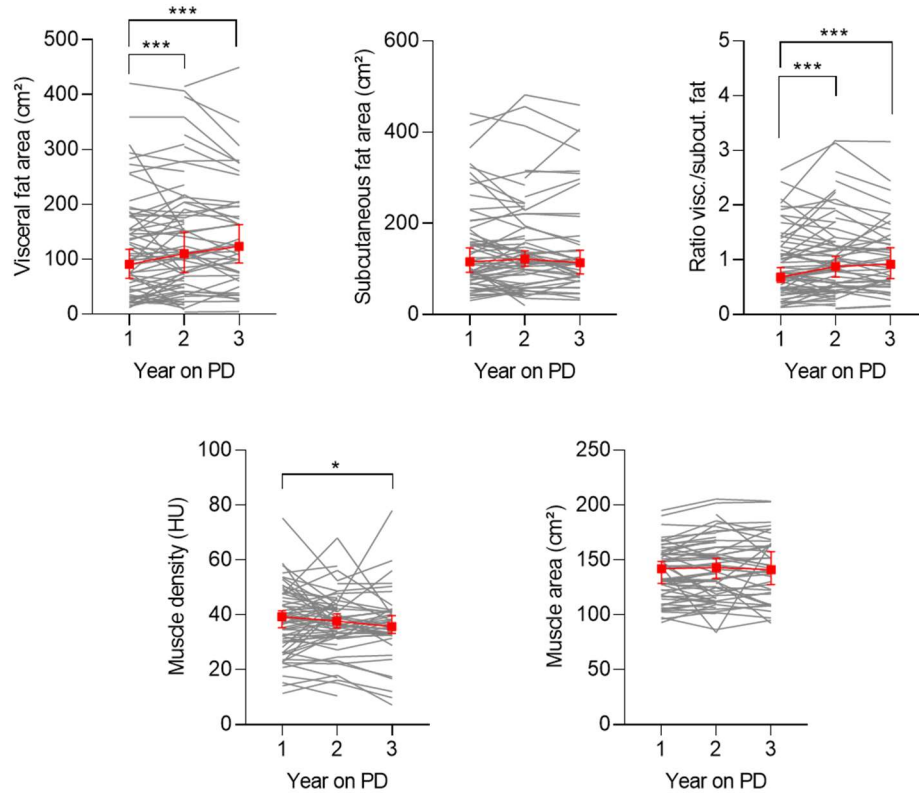 Visceral fat area (cm²)
500
400
300
200
100
0
***
***
1 2 3
Year on PD
Subcutaneous fat area (cm²)
600
400
200
0
1 2 3
Year on PD
Ratio visc./subcut. fat
5
4
3
2
1
0
***
***
1 2 3
Year on PD
Muscle density (HU)
100
80
60
40
20
0
*
1 2 3
Year on PD
Muscle area (cm²)
250
200
150
100
50
0
1 2 3
Year on PD